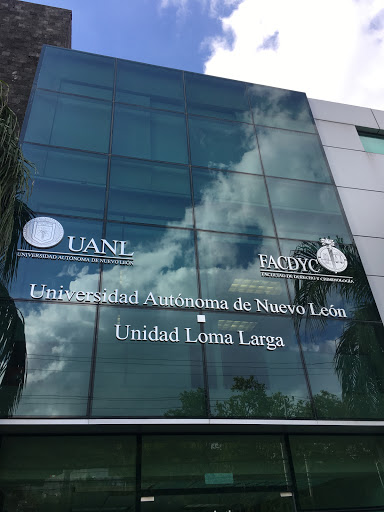 UANL
UNIVERSIDAD AUTÓNOMA DE NUEVO LEÓN
FACDYC
FACULTAD DE DERECHO Y CRIMINOLOGÍA
Universidad Autónoma de Nuevo León
Unidad Loma Larga